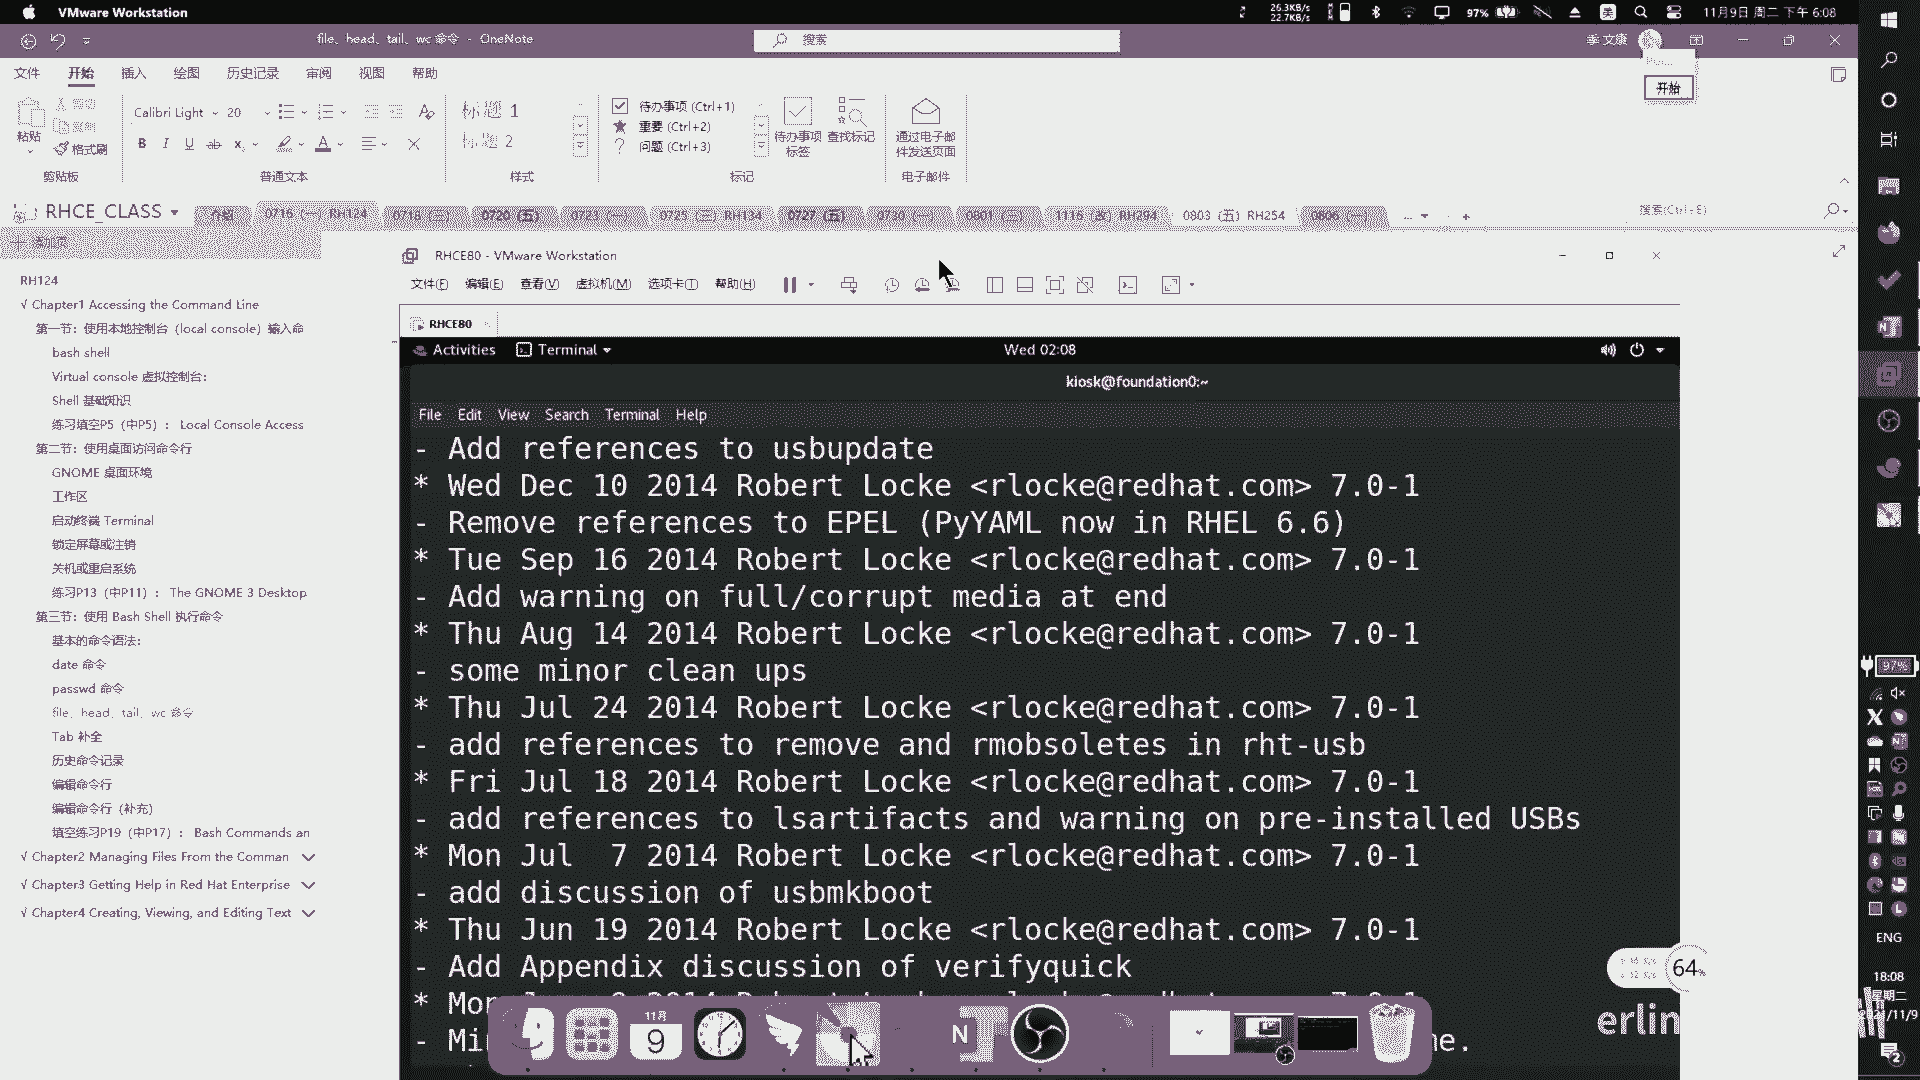 VMware Workstation
26.3KB/s
22.7KB/s
97%
美
11月9日 周二 下午 6:08
file、head、tail、wc 命令 - OneNote
搜索
季 文康
文件 开始 插入 绘图 历史记录 审阅 视图 帮助
开始
粘贴
格式刷
剪贴板
Calibri Light 20
B I U ab x
普通文本
标题 1
标题 2
样式
待办事项 (Ctrl+1)
重要 (Ctrl+2)
问题 (Ctrl+3)
待办事项
标签
查找标记
标记
通过电子邮
件发送页面
电子邮件
RHCE_CLASS
介绍 0716 (一) RH124 0718 (三) 0720 (五) 0723 (一) 0725 (三) RH134 0727 (五) 0730 (一) 0801 (三) 1116 (改) RH294 0803 (五) RH254 0806 (一)
搜索(Ctrl+E)
添加页
RH124
√ Chapter1 Accessing the Command Line
第一节：使用本地控制台（local console）输入命
bash shell
Virtual console 虚拟控制台:
Shell 基础知识
练习填空P5（中P5）： Local Console Access
第二节：使用桌面访问命令行
GNOME 桌面环境
工作区
启动终端 Terminal
锁定屏幕或注销
关机或重启系统
练习P13（中P11）： The GNOME 3 Desktop
第三节：使用 Bash Shell 执行命令
基本的命令语法:
date 命令
passwd 命令
file、head、tail、wc 命令
Tab 补全
历史命令记录
编辑命令行
编辑命令行（补充）
填空练习P19（中P17）： Bash Commands an
√ Chapter2 Managing Files From the Comman
√ Chapter3 Getting Help in Red Hat Enterprise
√ Chapter4 Creating, Viewing, and Editing Text
RHCE80 - VMware Workstation
文件(F) 编辑(E) 查看(V) 虚拟机(M) 选项卡(T) 帮助(H)
RHCE80
Activities Terminal Wed 02:08
kiosk@foundation0:~
File Edit View Search Terminal Help
- Add references to usbupdate
* Wed Dec 10 2014 Robert Locke <rlocke@redhat.com> 7.0-1
- Remove references to EPEL (PyYAML now in RHEL 6.6)
* Tue Sep 16 2014 Robert Locke <rlocke@redhat.com> 7.0-1
- Add warning on full/corrupt media at end
* Thu Aug 14 2014 Robert Locke <rlocke@redhat.com> 7.0-1
- some minor clean ups
* Thu Jul 24 2014 Robert Locke <rlocke@redhat.com> 7.0-1
- add references to remove and rmobsoletes in rht-usb
* Fri Jul 18 2014 Robert Locke <rlocke@redhat.com> 7.0-1
- add references to lsartifacts and warning on pre-installed USBs
* Mon Jul  7 2014 Robert Locke <rlocke@redhat.com> 7.0-1
- add discussion of usbmkboot
* Thu Jun 19 2014 Robert Locke <rlocke@redhat.com> 7.0-1
- Add Appendix discussion of verifyquick
* Mon
64%
11月
9
N
97%
ENG
18:08
星期二
2021/11/9
2